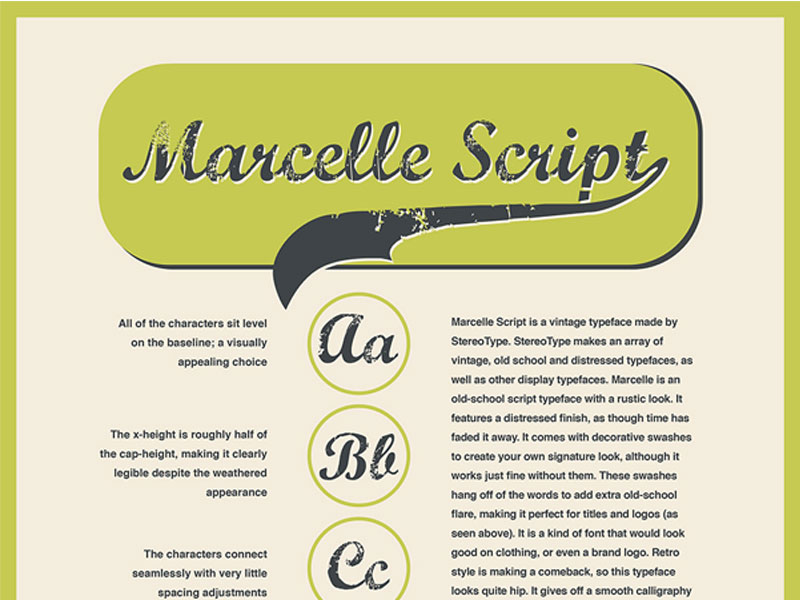 Marcelle Script
All of the characters sit level
on the baseline; a visually
appealing choice
Aa
The x-height is roughly half of
the cap-height, making it clearly
legible despite the weathered
appearance
Bb
The characters connect
seamlessly with very little
spacing adjustments
Cc
Marcelle Script is a vintage typeface made by
StereoType. StereoType makes an array of
vintage, old school and distressed typefaces, as
well as other display typefaces. Marcelle is an
old-school script typeface with a rustic look. It
features a distressed finish, as though time has
faded it away. It comes with decorative swashes
to create your own signature look, although it
works just fine without them. These swashes
hang off of the words to add extra old-school
flare, making it perfect for titles and logos (as
seen above). It is a kind of font that would look
good on clothing, or even a brand logo. Retro
style is making a comeback, so this typeface
looks quite hip. It gives off a smooth calligraphy